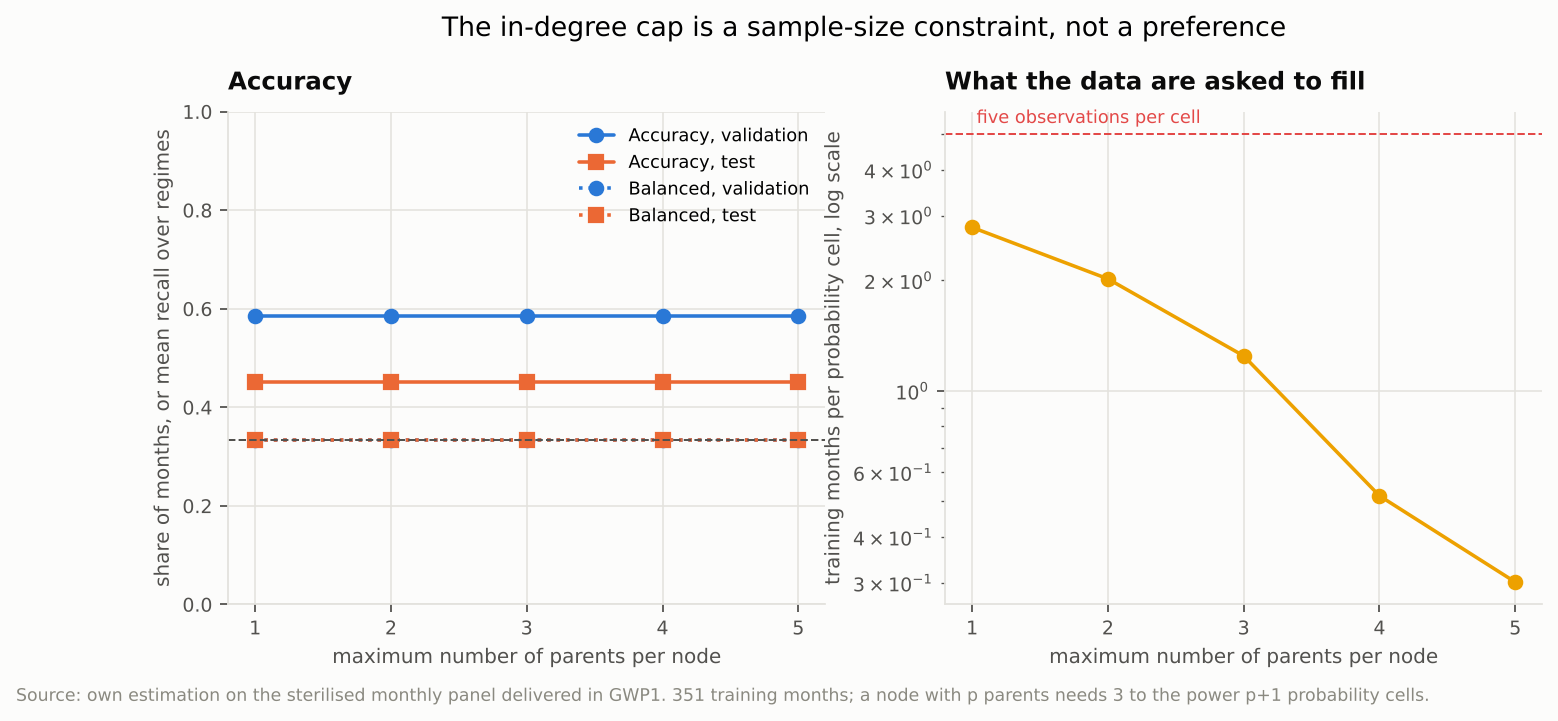 The in-degree cap is a sample-size constraint, not a preference
Accuracy
share of months, or mean recall over regimes
1.0
0.8
0.6
0.4
0.2
0.0
Accuracy, validation
Accuracy, test
Balanced, validation
Balanced, test
1 2 3 4 5
maximum number of parents per node
What the data are asked to fill
training months per probability cell, log scale
five observations per cell
4 × 10⁰
3 × 10⁰
2 × 10⁰
10⁰
6 × 10⁻¹
4 × 10⁻¹
3 × 10⁻¹
1 2 3 4 5
maximum number of parents per node
Source: own estimation on the sterilised monthly panel delivered in GWP1. 351 training months; a node with p parents needs 3 to the power p+1 probability cells.